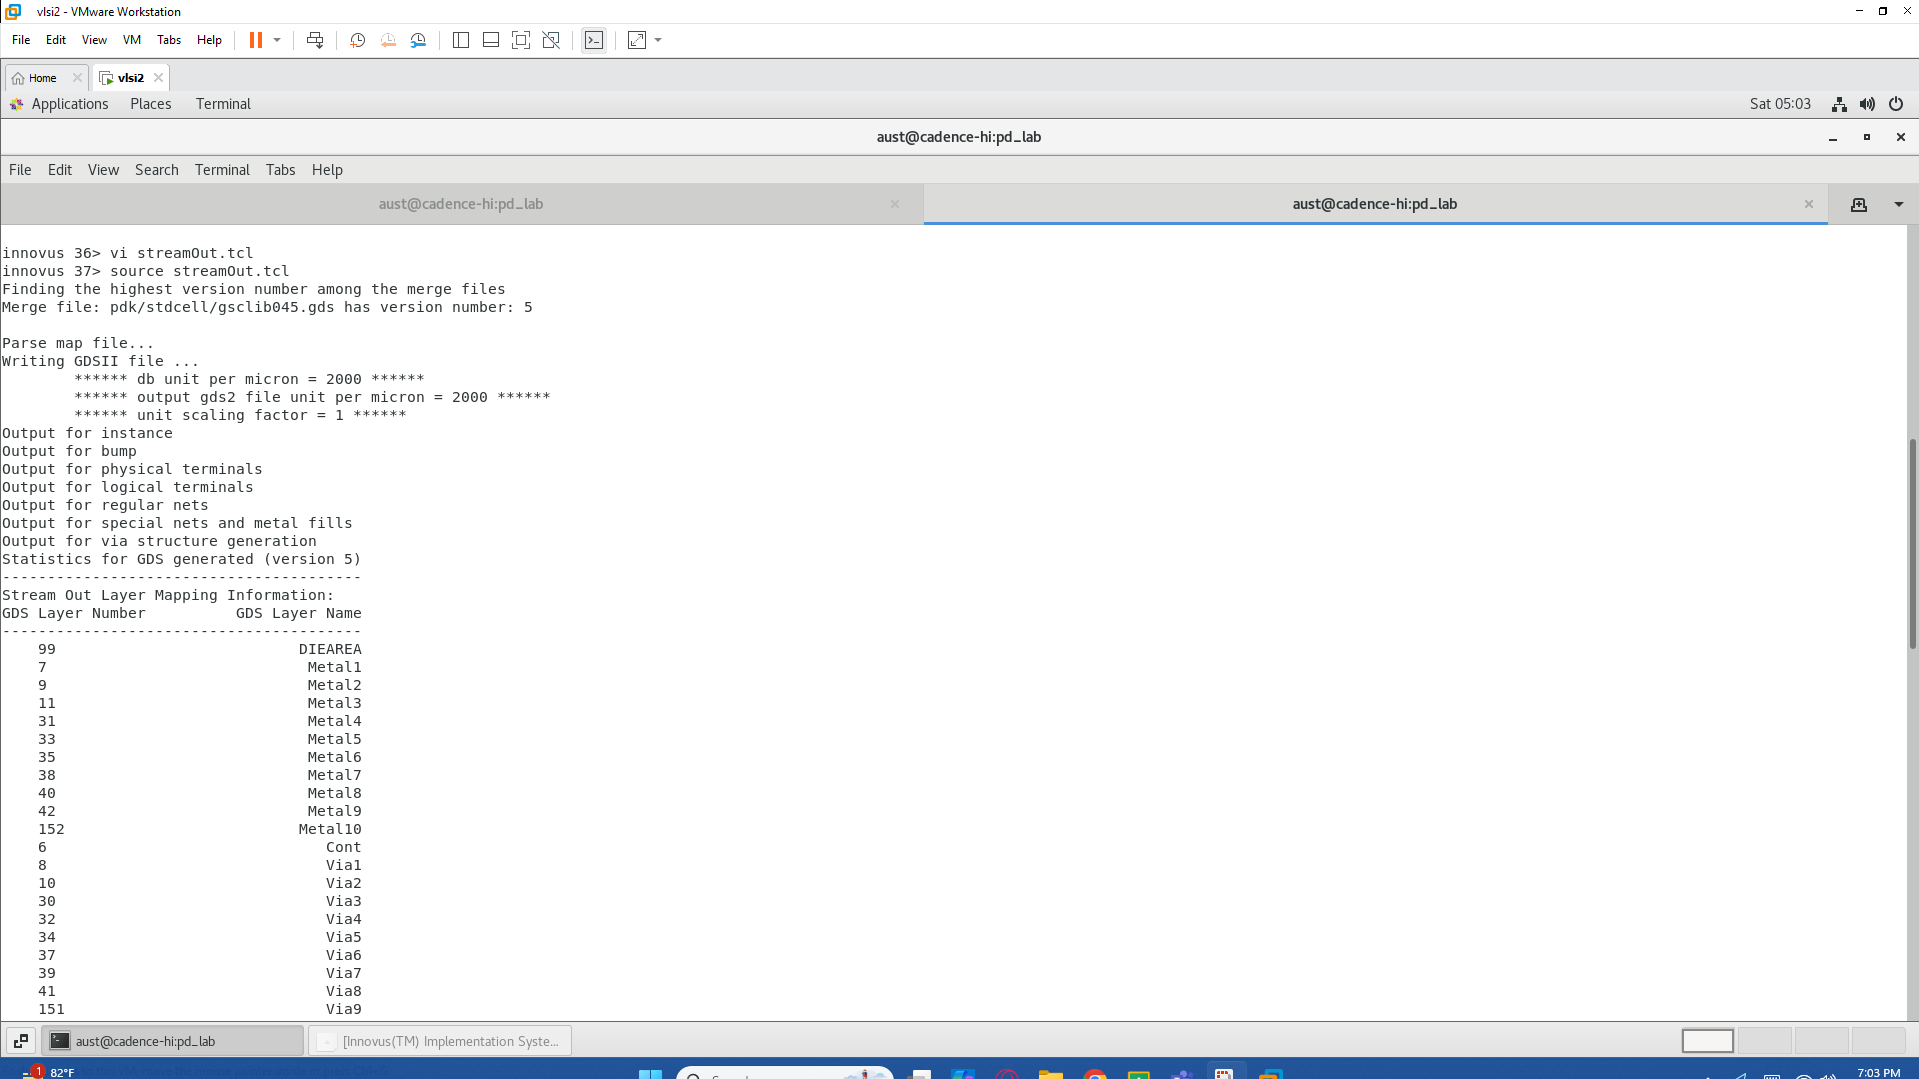 vlsi2 - VMware Workstation
File Edit View VM Tabs Help
Home vlsi2
Applications Places Terminal Sat 05:03
aust@cadence-hi:pd_lab
File Edit View Search Terminal Tabs Help
aust@cadence-hi:pd_lab aust@cadence-hi:pd_lab
innovus 36> vi streamOut.tcl
innovus 37> source streamOut.tcl
Finding the highest version number among the merge files
Merge file: pdk/stdcell/gsclib045.gds has version number: 5
Parse map file...
Writing GDSII file ...
****** db unit per micron = 2000 ******
****** output gds2 file unit per micron = 2000 ******
****** unit scaling factor = 1 ******
Output for instance
Output for bump
Output for physical terminals
Output for logical terminals
Output for regular nets
Output for special nets and metal fills
Output for via structure generation
Statistics for GDS generated (version 5)
----------------------------------------
Stream Out Layer Mapping Information:
GDS Layer Number GDS Layer Name
----------------------------------------
99 DIEAREA
7 Metal1
9 Metal2
11 Metal3
31 Metal4
33 Metal5
35 Metal6
38 Metal7
40 Metal8
42 Metal9
152 Metal10
6 Cont
8 Via1
10 Via2
30 Via3
32 Via4
34 Via5
37 Via6
39 Via7
41 Via8
151 Via9
aust@cadence-hi:pd_lab [Innovus(TM) Implementation Syste...
1 82°F 7:03 PM